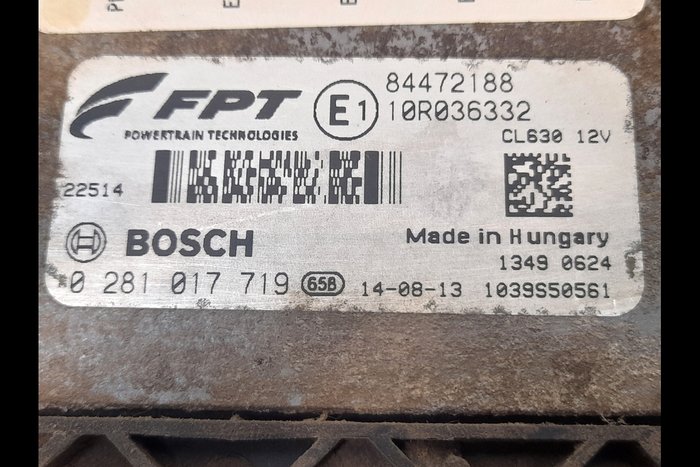 FPT
POWERTRAIN TECHNOLOGIES
E1
84472188
10R036332
CL630 12V
22514
BOSCH
Made in Hungary
1349 0624
0 281 017 719 65B 14-08-13 1039S50561